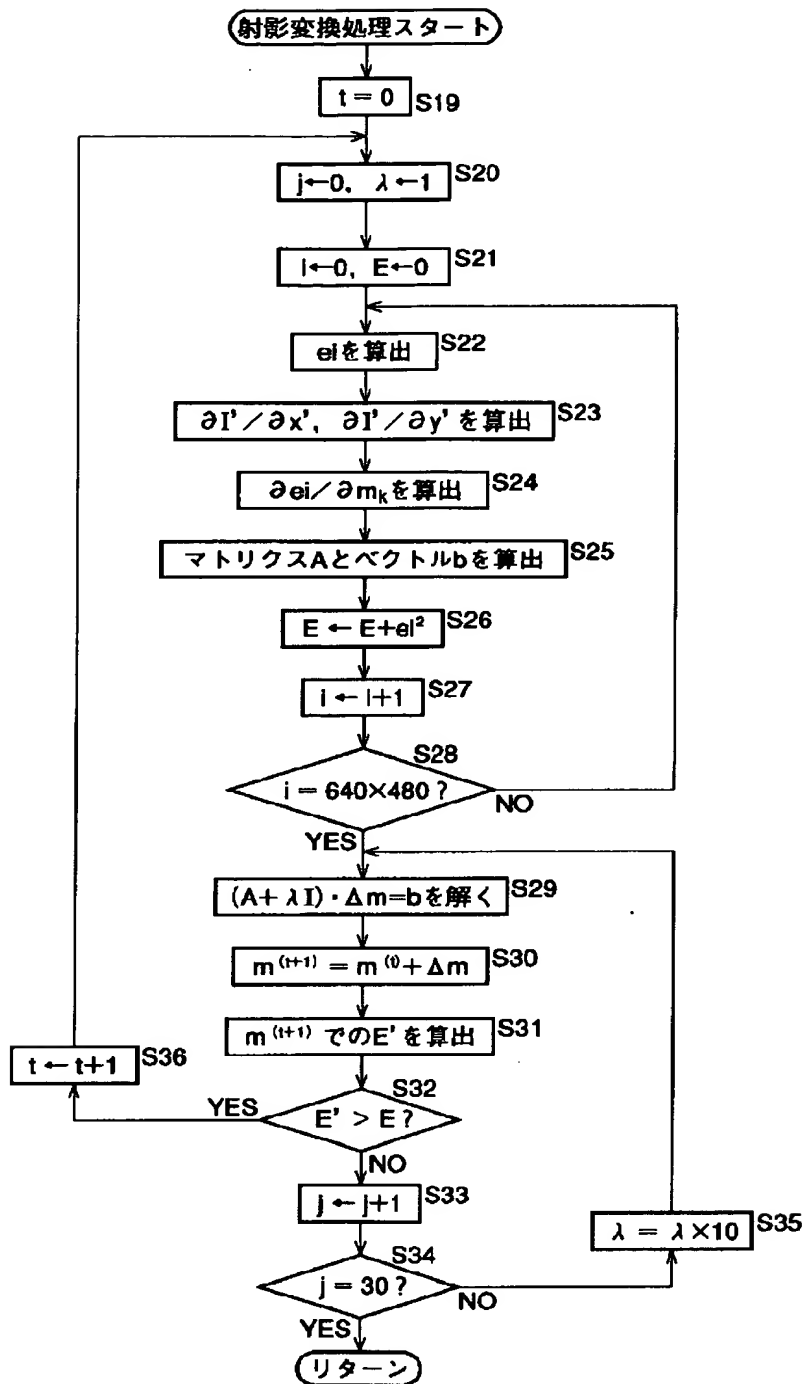 射影変換処理スタート
t = 0 S19
j←0, λ←1 S20
i←0, E←0 S21
eiを算出 S22
∂I'/∂x', ∂I'/∂y' を算出 S23
∂ei/∂m_kを算出 S24
マトリクスAとベクトルbを算出 S25
E ← E+ei² S26
i ← i+1 S27
S28
i = 640×480 ?
NO
YES
(A+λI)・Δm=bを解く S29
m^(t+1) = m^(t) + Δm S30
m^(t+1) でのE'を算出 S31
t ← t+1 S36
S32
YES
E' > E ?
NO
j ← j+1 S33
λ = λ×10 S35
S34
j = 30 ?
NO
YES
リターン